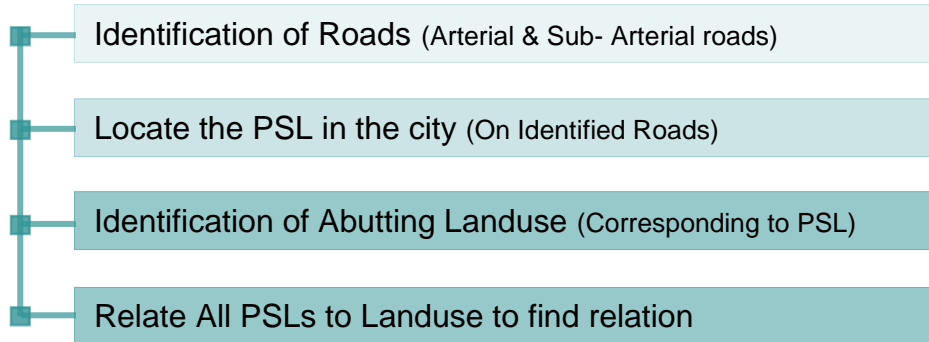 Identification of Roads (Arterial & Sub- Arterial roads)
Locate the PSL in the city (On Identified Roads)
Identification of Abutting Landuse (Corresponding to PSL)
Relate All PSLs to Landuse to find relation